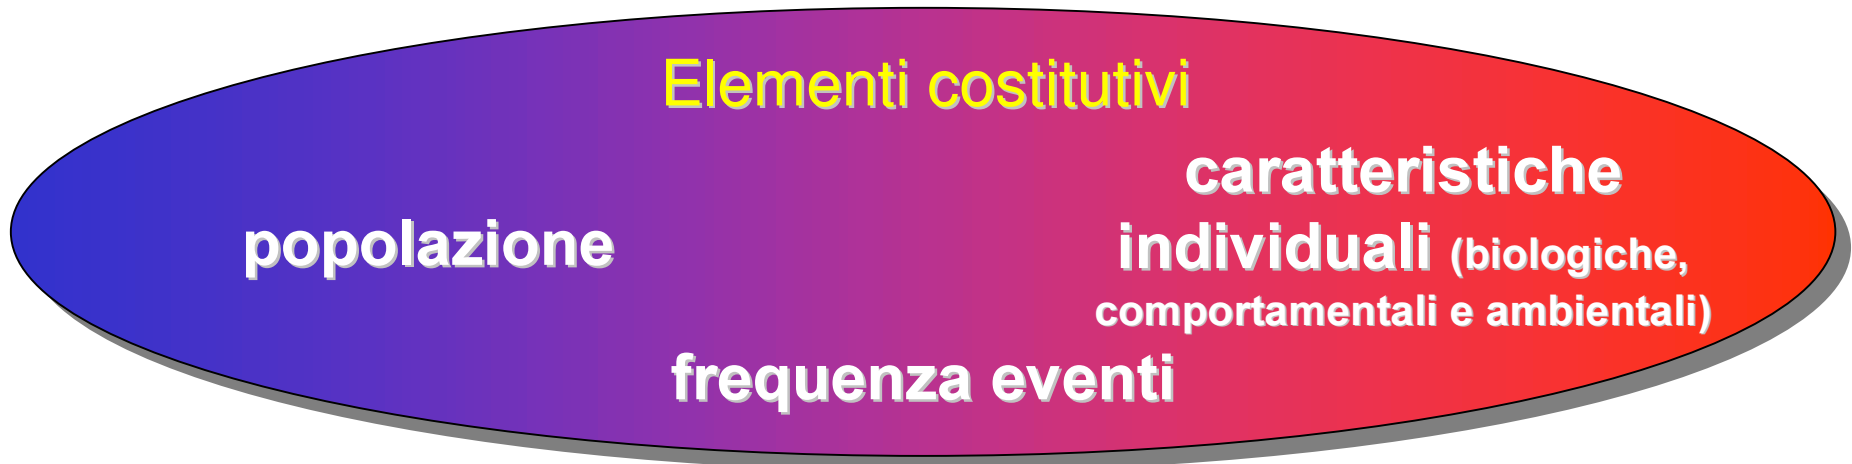 Elementi costitutivi
popolazione
caratteristiche
individuali (biologiche,
comportamentali e ambientali)
frequenza eventi